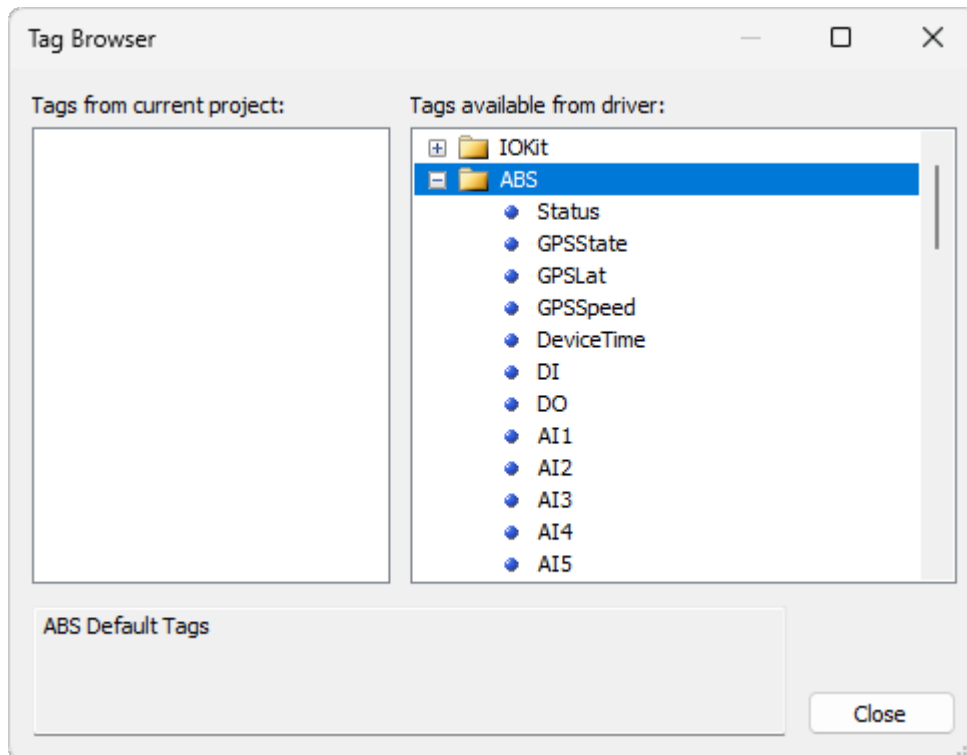 Tag Browser
Tags from current project:
Tags available from driver:
IOKit
ABS
Status
GPSState
GPSLat
GPSSpeed
DeviceTime
DI
DO
AI1
AI2
AI3
AI4
AI5
ABS Default Tags
Close